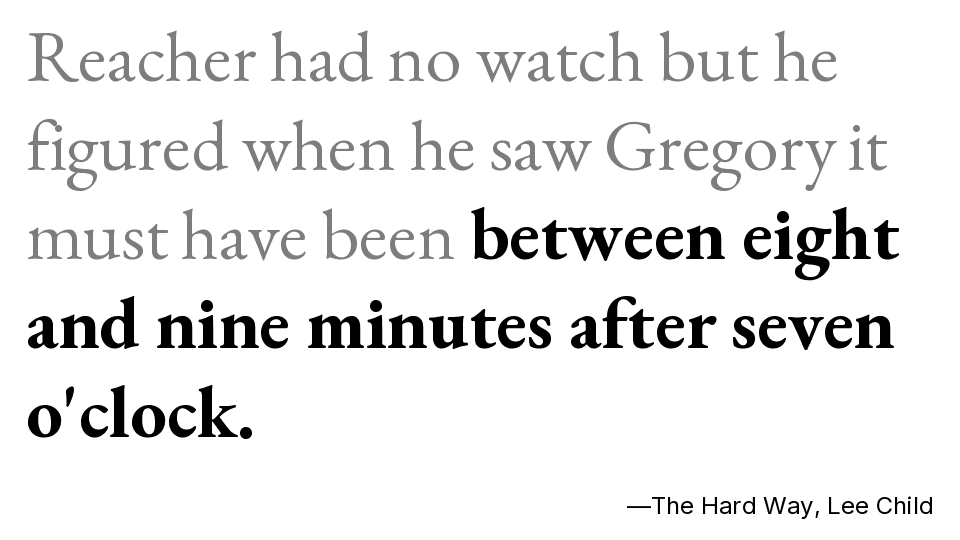 Reacher had no watch but he
figured when he saw Gregory it
must have been between eight
and nine minutes after seven
o'clock.
—The Hard Way, Lee Child